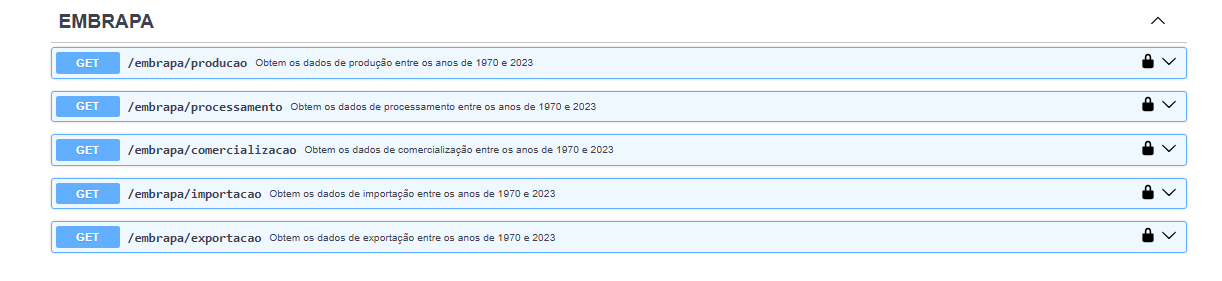 EMBRAPA
GET /embrapa/producao Obtem os dados de produção entre os anos de 1970 e 2023
GET /embrapa/processamento Obtem os dados de processamento entre os anos de 1970 e 2023
GET /embrapa/comercializacao Obtem os dados de comercialização entre os anos de 1970 e 2023
GET /embrapa/importacao Obtem os dados de importação entre os anos de 1970 e 2023
GET /embrapa/exportacao Obtem os dados de exportação entre os anos de 1970 e 2023